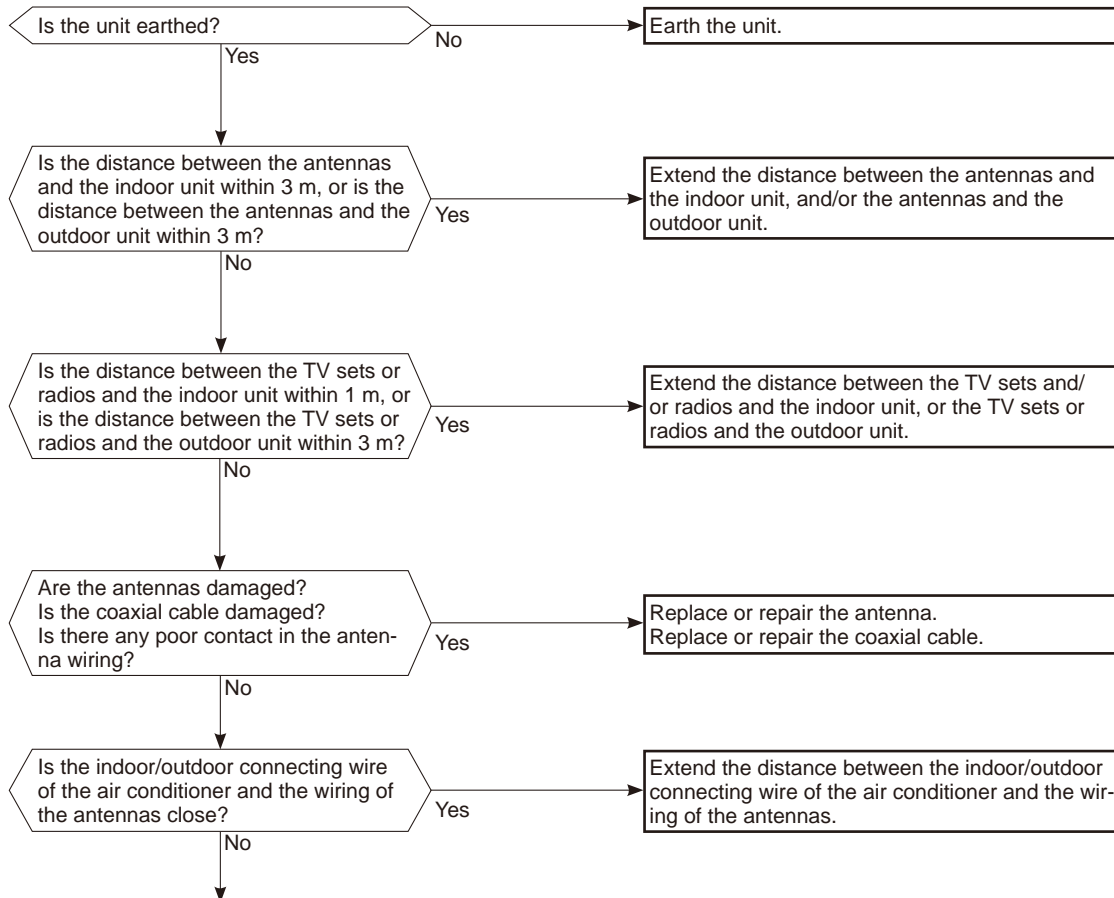 Is the unit earthed?
No
Earth the unit.
Yes
Is the distance between the antennas
and the indoor unit within 3 m, or is the
distance between the antennas and the
outdoor unit within 3 m?
Yes
Extend the distance between the antennas and
the indoor unit, and/or the antennas and the
outdoor unit.
No
Is the distance between the TV sets or
radios and the indoor unit within 1 m, or
is the distance between the TV sets or
radios and the outdoor unit within 3 m?
Yes
Extend the distance between the TV sets and/
or radios and the indoor unit, or the TV sets or
radios and the outdoor unit.
No
Are the antennas damaged?
Is the coaxial cable damaged?
Is there any poor contact in the anten-
na wiring?
Yes
Replace or repair the antenna.
Replace or repair the coaxial cable.
No
Is the indoor/outdoor connecting wire
of the air conditioner and the wiring of
the antennas close?
Yes
Extend the distance between the indoor/outdoor
connecting wire of the air conditioner and the wir-
ing of the antennas.
No